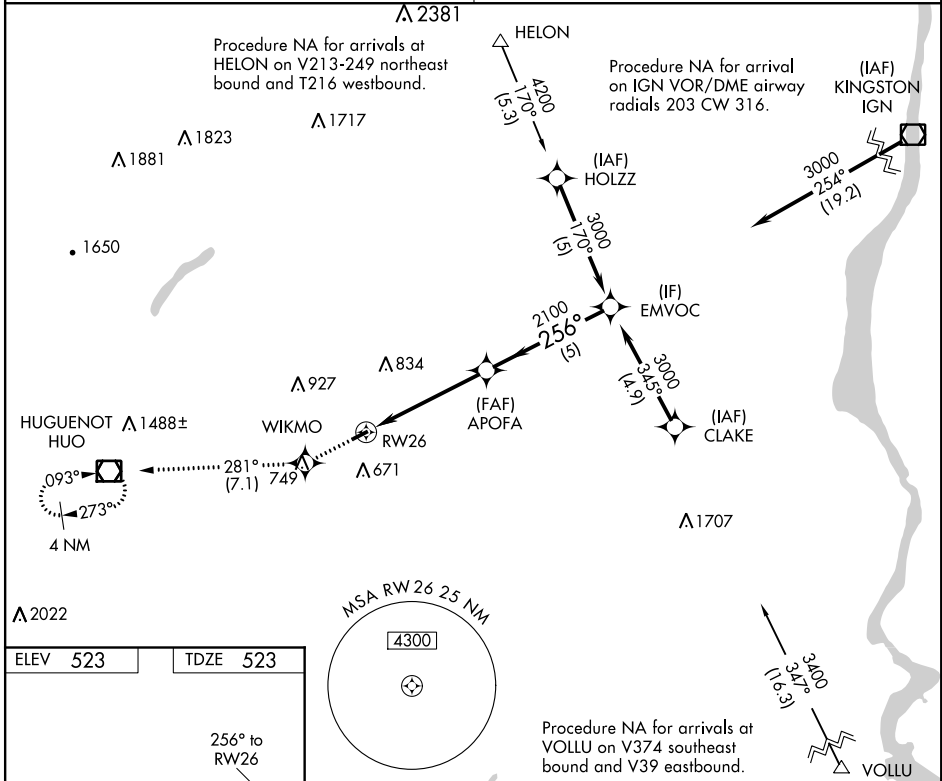 2381
Procedure NA for arrivals at
HELON on V213-249 northeast
bound and T216 westbound.
HELON
Procedure NA for arrival
on IGN VOR/DME airway
radials 203 CW 316.
(IAF)
KINGSTON
IGN
4200
170°
(5.3)
1717
1823
1881
(IAF)
HOLZZ
3000
254°
(19.2)
1650
3000
170°
(5)
(IF)
EMVOC
2100
256°
(5)
834
927
3000
345°
(4.9)
(FAF)
APOFA
(IAF)
CLAKE
HUGUENOT
HUO
1488±
WIKMO
RW26
093°
281°
(7.1)
749
671
273°
4 NM
1707
2022
MSA RW 26 25 NM
4300
ELEV 523
TDZE 523
3400
347°
(16.3)
256° to
RW26
Procedure NA for arrivals at
VOLLU on V374 southeast
bound and V39 eastbound.
VOLLU